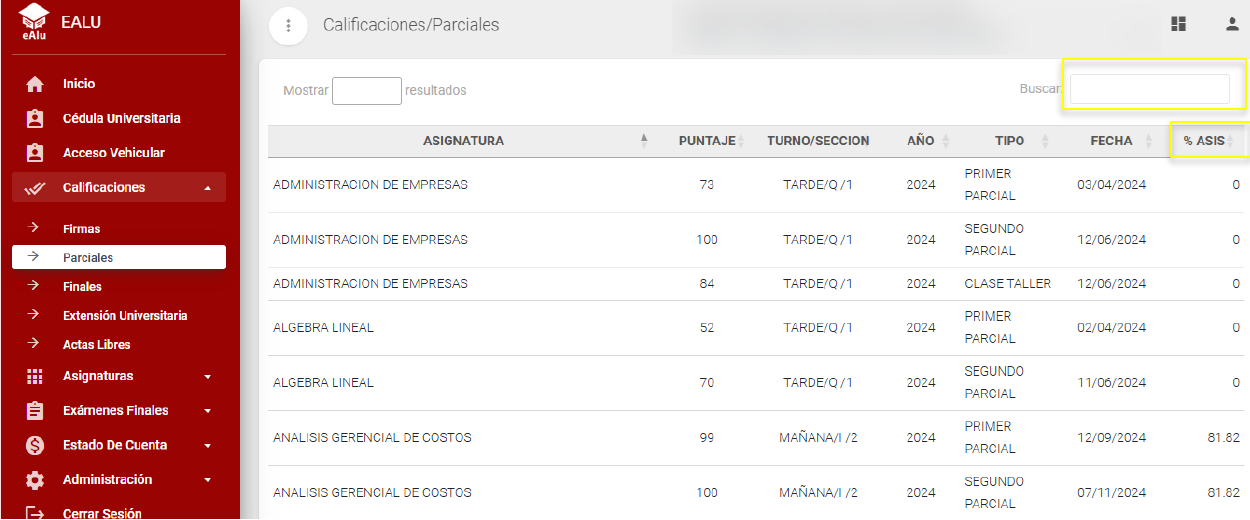 eAlu
EALU
Inicio
Cédula Universitaria
Acceso Vehicular
Calificaciones
Firmas
Parciales
Finales
Extensión Universitaria
Actas Libres
Asignaturas
Exámenes Finales
Estado De Cuenta
Administración
Cerrar Sesión
Calificaciones/Parciales
Mostrar resultados
Buscar:
ASIGNATURA PUNTAJE TURNO/SECCION AÑO TIPO FECHA % ASIS
ADMINISTRACION DE EMPRESAS 73 TARDE/Q /1 2024 PRIMER PARCIAL 03/04/2024 0
ADMINISTRACION DE EMPRESAS 100 TARDE/Q /1 2024 SEGUNDO PARCIAL 12/06/2024 0
ADMINISTRACION DE EMPRESAS 84 TARDE/Q /1 2024 CLASE TALLER 12/06/2024 0
ALGEBRA LINEAL 52 TARDE/Q /1 2024 PRIMER PARCIAL 02/04/2024 0
ALGEBRA LINEAL 70 TARDE/Q /1 2024 SEGUNDO PARCIAL 11/06/2024 0
ANALISIS GERENCIAL DE COSTOS 99 MAÑANA/I /2 2024 PRIMER PARCIAL 12/09/2024 81.82
ANALISIS GERENCIAL DE COSTOS 100 MAÑANA/I /2 2024 SEGUNDO PARCIAL 07/11/2024 81.82